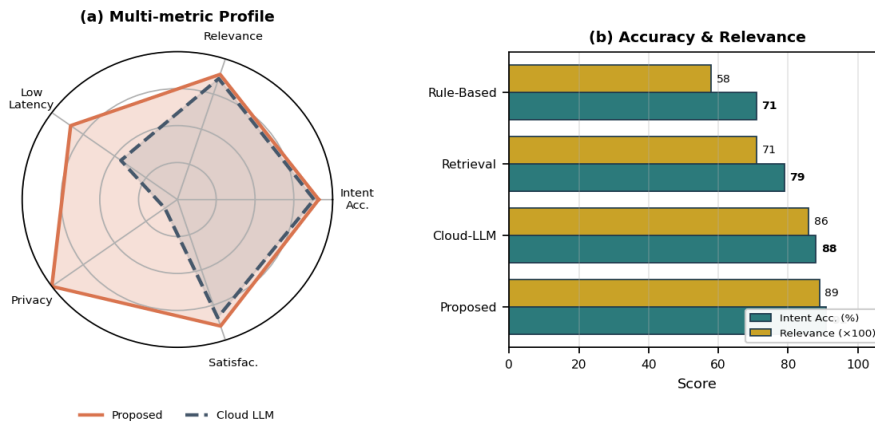 (a) Multi-metric Profile
Relevance
Low
Latency
Intent
Acc.
Privacy
Satisfac.
Proposed
Cloud LLM
(b) Accuracy & Relevance
Rule-Based
58
71
Retrieval
71
79
Cloud-LLM
86
88
Proposed
89
Intent Acc. (%)
Relevance (×100)
0 20 40 60 80 100
Score